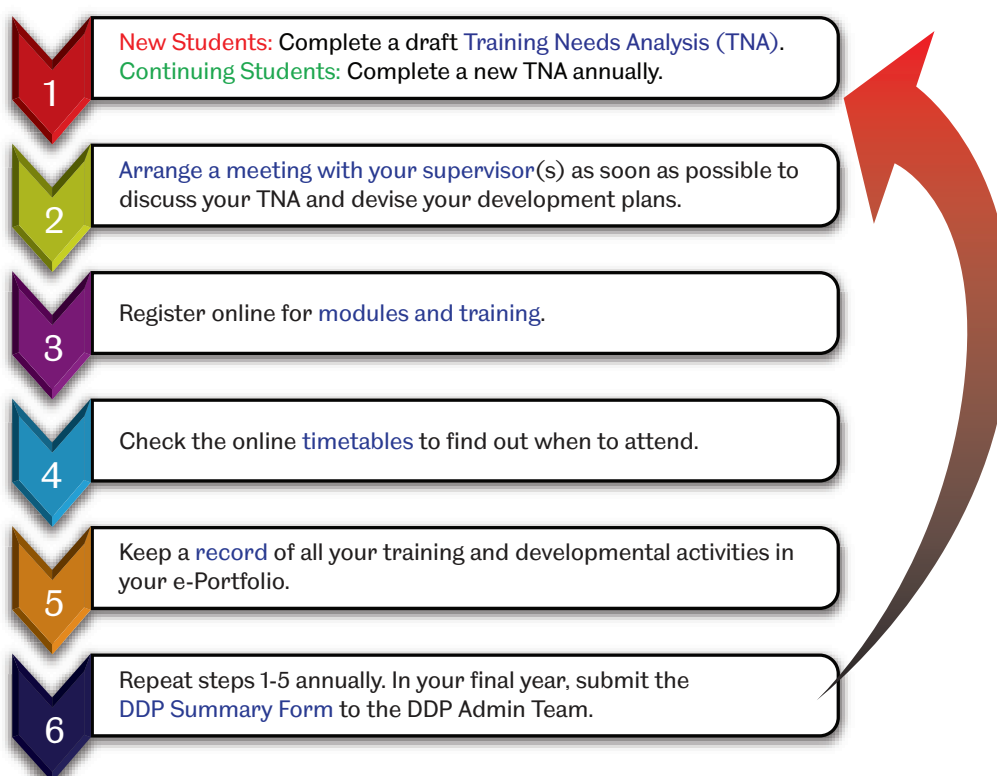 1
New Students: Complete a draft Training Needs Analysis (TNA).
Continuing Students: Complete a new TNA annually.
2
Arrange a meeting with your supervisor(s) as soon as possible to
discuss your TNA and devise your development plans.
3
Register online for modules and training.
4
Check the online timetables to find out when to attend.
5
Keep a record of all your training and developmental activities in
your e-Portfolio.
6
Repeat steps 1-5 annually. In your final year, submit the
DDP Summary Form to the DDP Admin Team.